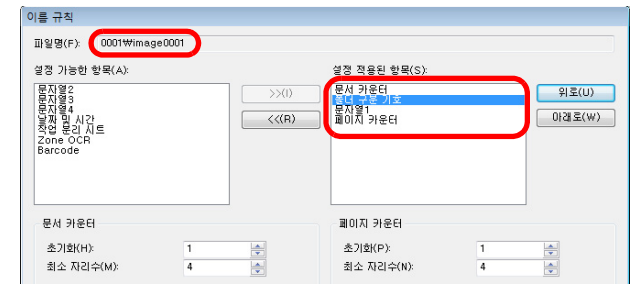 이름 규칙
파일명(F): 0001₩image0001
설정 가능한 항목(A):
설정 적용된 항목(S):
문자열2
문자열3
문자열4
날짜 및 시간
작업 분리 시트
Zone OCR
Barcode
>>(I)
<<(R)
문서 카운터
폴더 구분 기호
문자열1
페이지 카운터
위로(U)
아래로(W)
문서 카운터
초기화(H): 1
최소 자리수(M): 4
페이지 카운터
초기화(P): 1
최소 자리수(N): 4